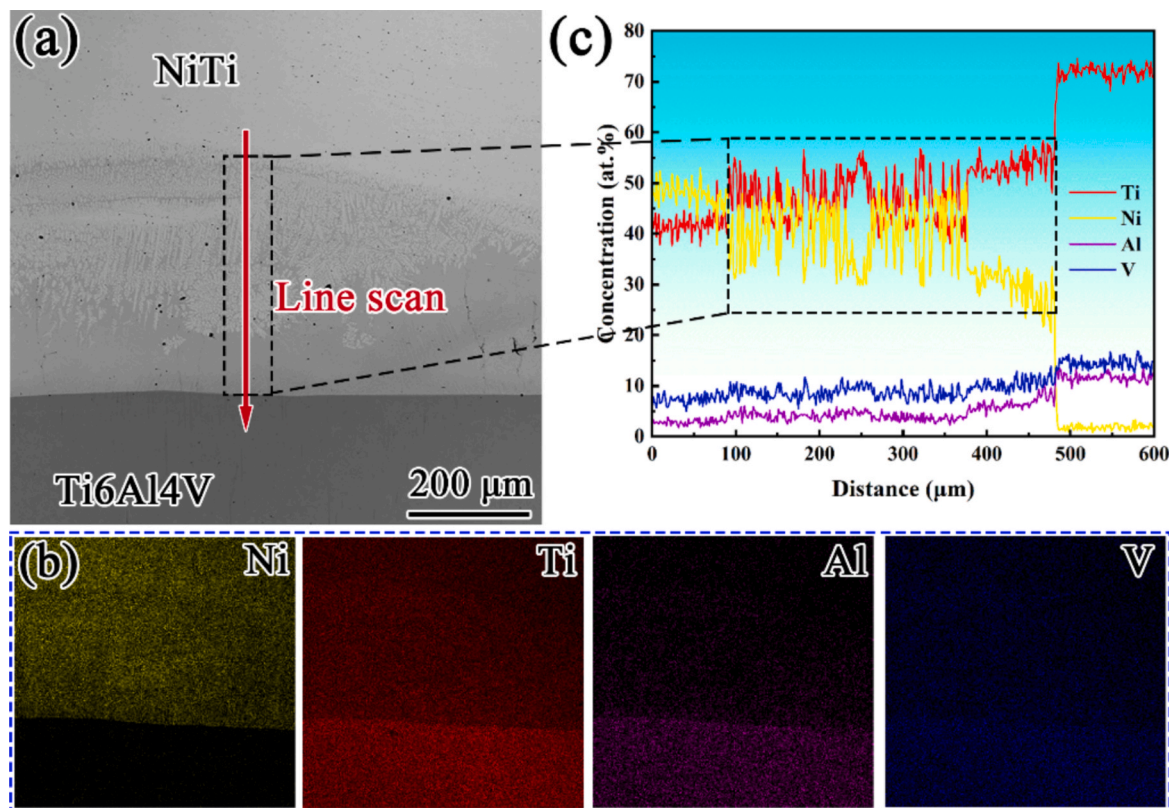 (a)
NiTi
Line scan
Ti6Al4V
200 μm
(c)
80
70
60
50
40
30
20
10
0
Concentration (at.%)
Ti
Ni
Al
V
0 100 200 300 400 500 600
Distance (μm)
(b)
Ni
Ti
Al
V